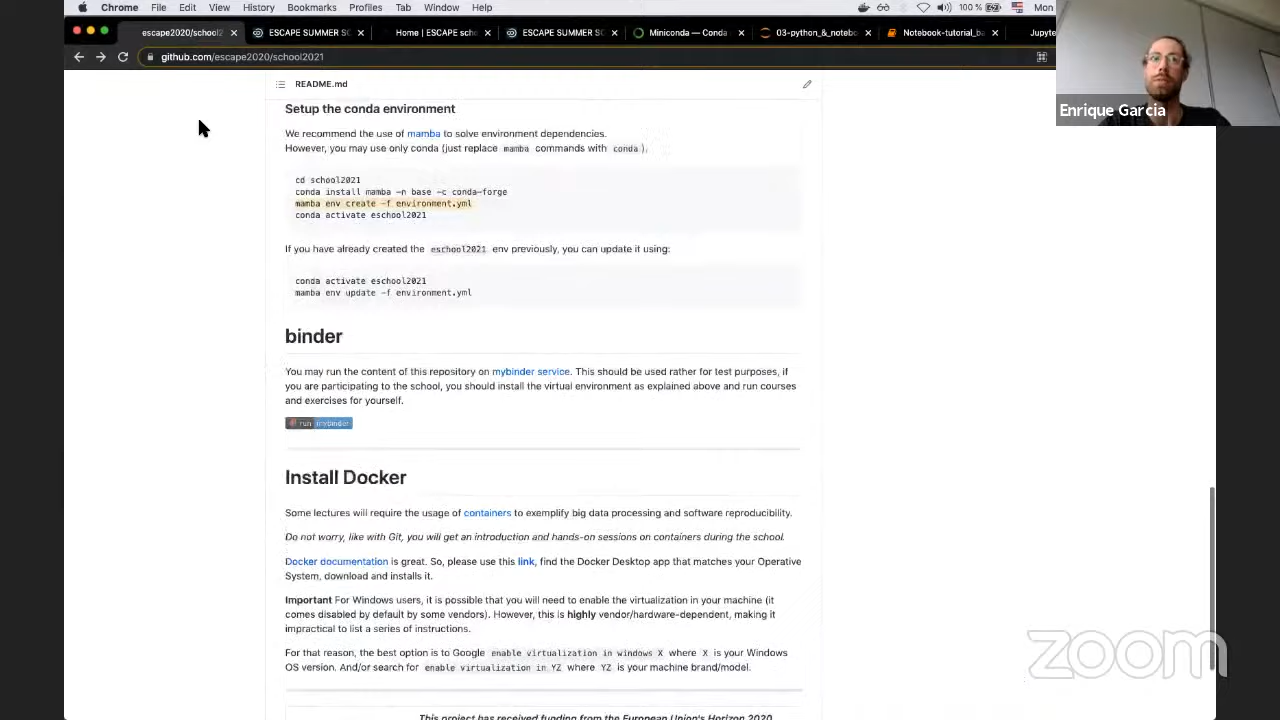 Chrome File Edit View History Bookmarks Profiles Tab Window Help 100 % Mon
escape2020/school2 ESCAPE SUMMER SC Home | ESCAPE sch ESCAPE SUMMER SC Miniconda — Conda 03-python_&_notebo Notebook-tutorial_ba Jupyte
github.com/escape2020/school2021
Enrique Garcia
README.md
Setup the conda environment
We recommend the use of mamba to solve environment dependencies.
However, you may use only conda (just replace mamba commands with conda ).
cd school2021
conda install mamba -n base -c conda-forge
mamba env create -f environment.yml
conda activate eschool2021
If you have already created the eschool2021 env previously, you can update it using:
conda activate eschool2021
mamba env update -f environment.yml
binder
You may run the content of this repository on mybinder service. This should be used rather for test purposes, if
you are participating to the school, you should install the virtual environment as explained above and run courses
and exercises for yourself.
run mybinder
Install Docker
Some lectures will require the usage of containers to exemplify big data processing and software reproducibility.
Do not worry, like with Git, you will get an introduction and hands-on sessions on containers during the school.
Docker documentation is great. So, please use this link, find the Docker Desktop app that matches your Operative
System, download and installs it.
Important For Windows users, it is possible that you will need to enable the virtualization in your machine (it
comes disabled by default by some vendors). However, this is highly vendor/hardware-dependent, making it
impractical to list a series of instructions.
For that reason, the best option is to Google enable virtualization in windows X where X is your Windows
OS version. And/or search for enable virtualization in YZ where YZ is your machine brand/model.
This project has received funding from the European Union's Horizon 2020
zoom